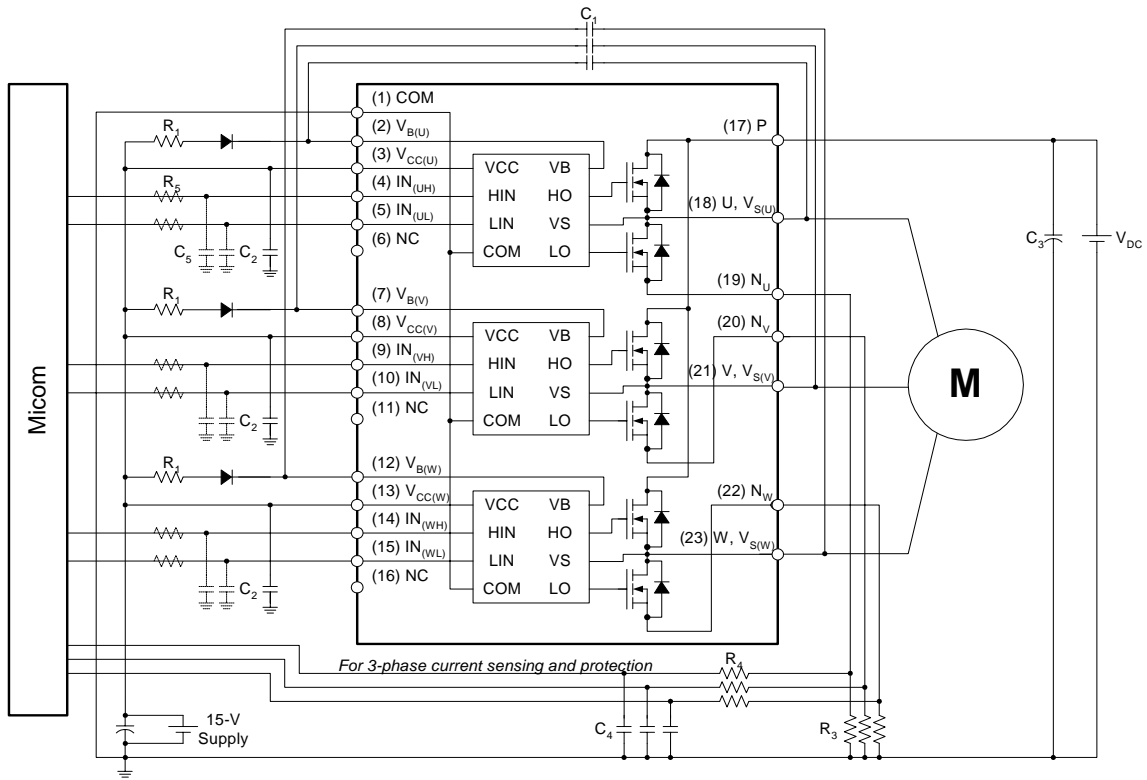 C1
(1) COM
(2) VB(U)
(3) VCC(U)
(4) IN(UH)
(5) IN(UL)
(6) NC
(7) VB(V)
(8) VCC(V)
(9) IN(VH)
(10) IN(VL)
(11) NC
(12) VB(W)
(13) VCC(W)
(14) IN(WH)
(15) IN(WL)
(16) NC
(17) P
(18) U, VS(U)
(19) NU
(20) NV
(21) V, VS(V)
(22) NW
(23) W, VS(W)
VCC VB
HIN HO
LIN VS
COM LO
VCC VB
HIN HO
LIN VS
COM LO
VCC VB
HIN HO
LIN VS
COM LO
R1
R5
C5 C2
R1
C2
R1
C2
Micom
M
C3
VDC
For 3-phase current sensing and protection
R4
C4
R3
15-V
Supply